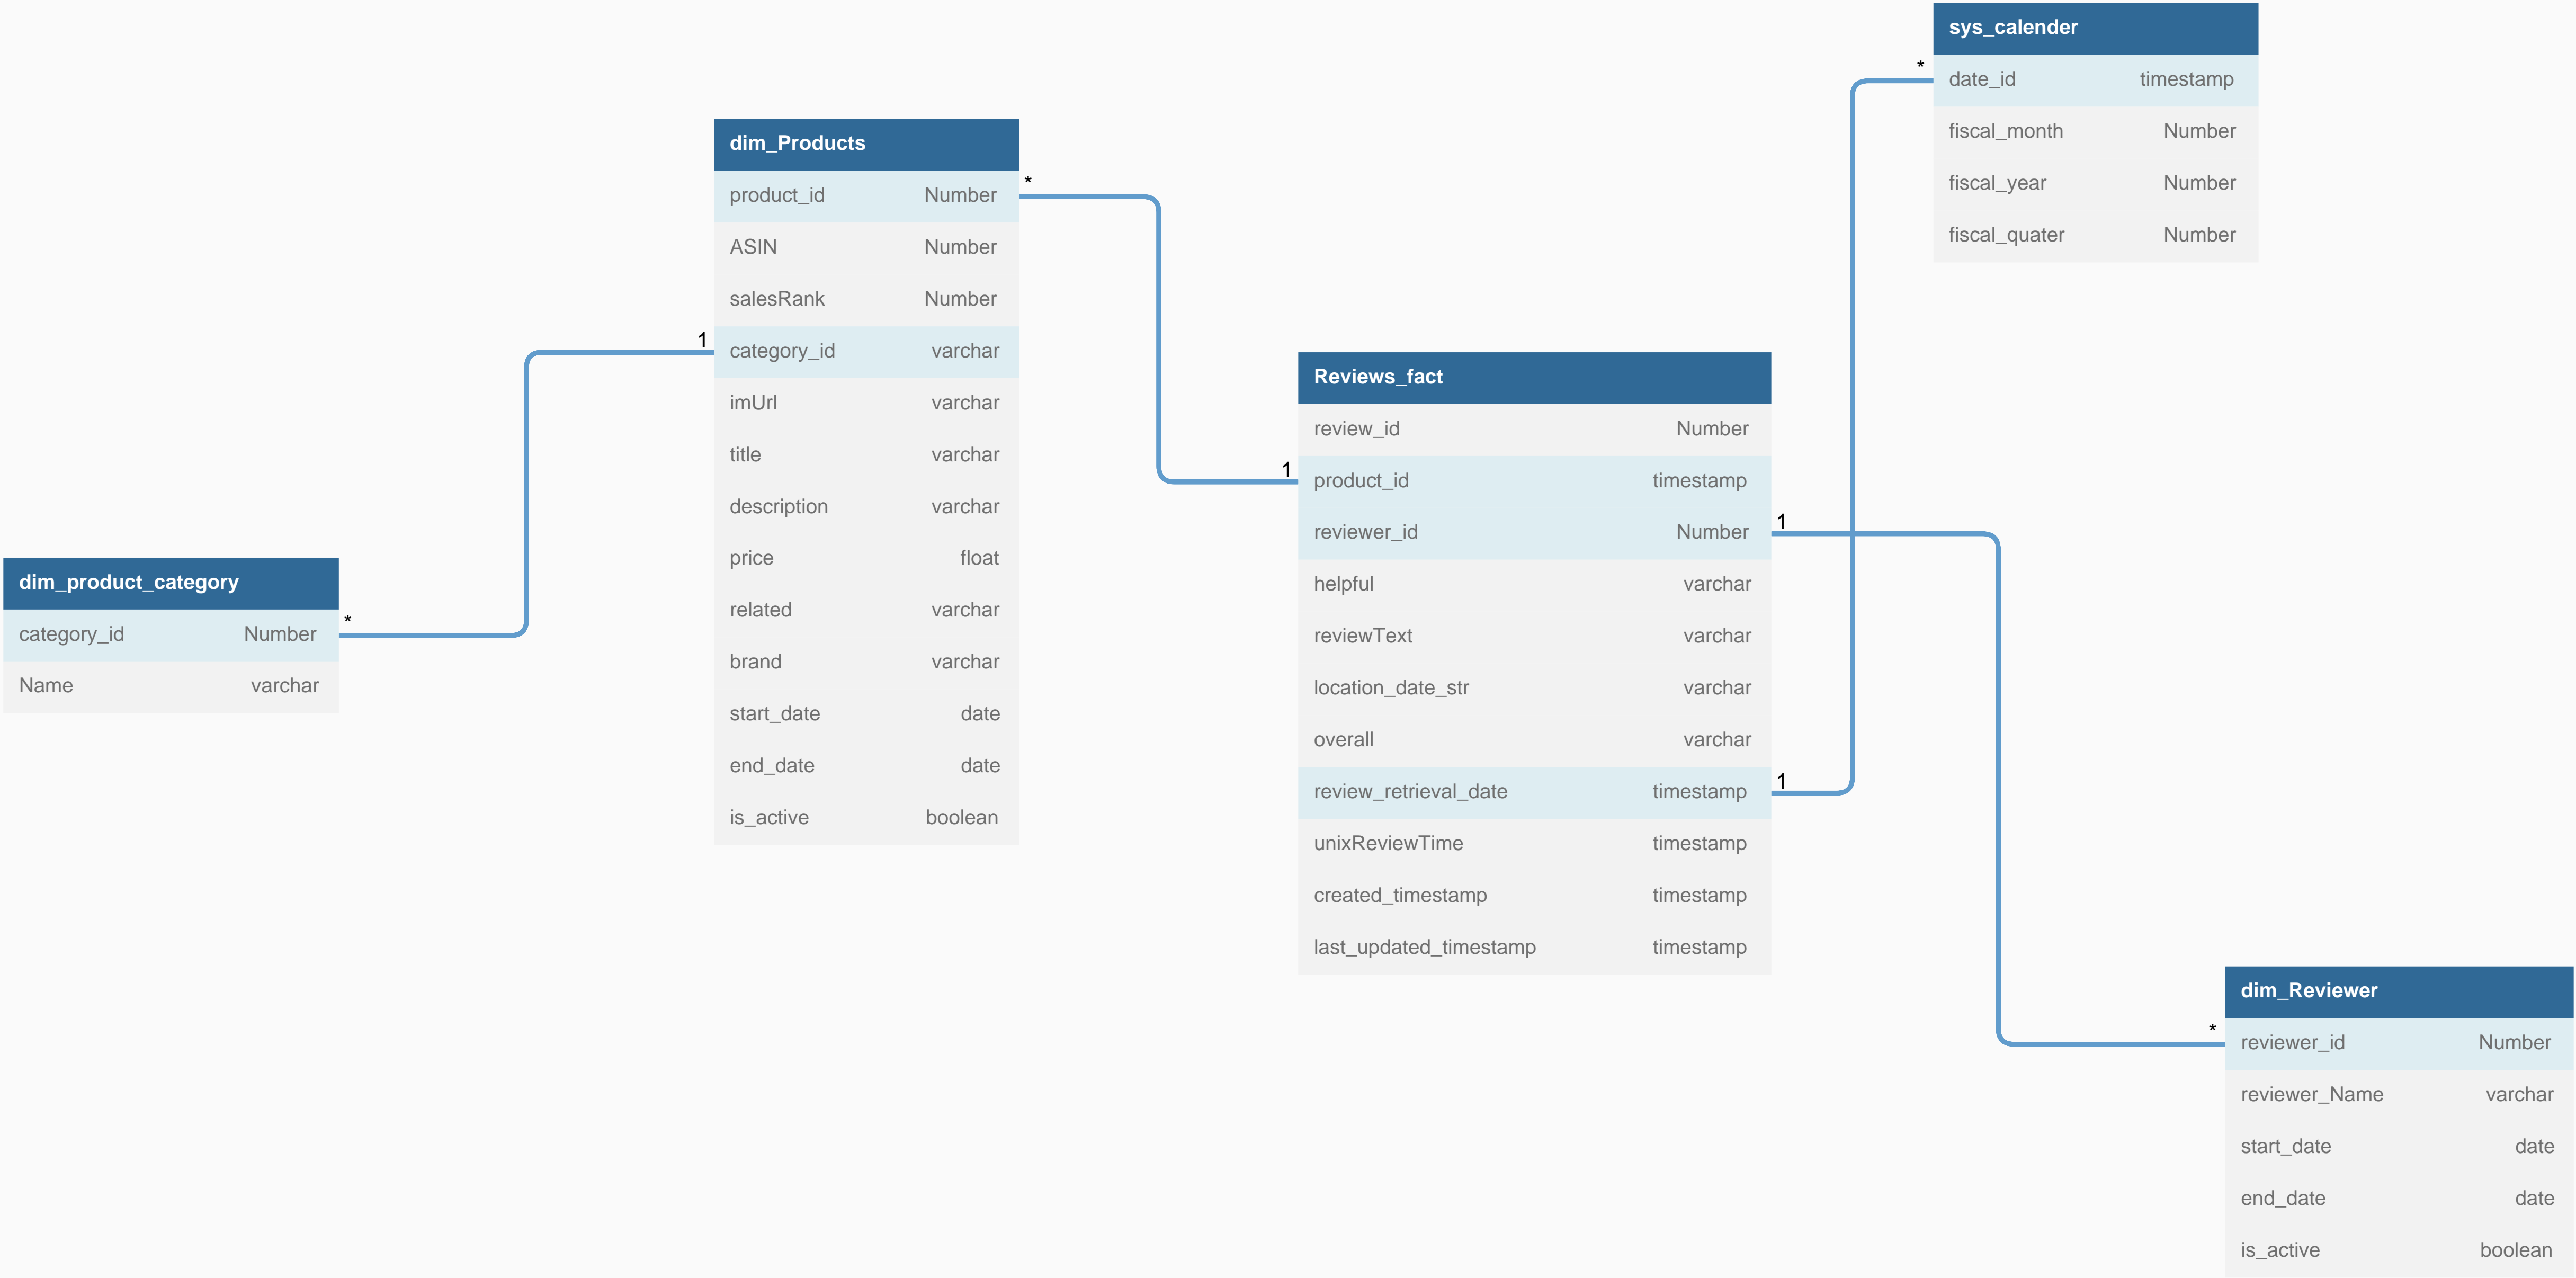 sys_calender
date_id timestamp
fiscal_month Number
fiscal_year Number
fiscal_quater Number
*
dim_Products
product_id Number
ASIN Number
salesRank Number
category_id varchar
imUrl varchar
title varchar
description varchar
price float
related varchar
brand varchar
start_date date
end_date date
is_active boolean
*
1
Reviews_fact
review_id Number
product_id timestamp
reviewer_id Number
helpful varchar
reviewText varchar
location_date_str varchar
overall varchar
review_retrieval_date timestamp
unixReviewTime timestamp
created_timestamp timestamp
last_updated_timestamp timestamp
1
1
1
dim_product_category
category_id Number
Name varchar
*
dim_Reviewer
reviewer_id Number
reviewer_Name varchar
start_date date
end_date date
is_active boolean
*